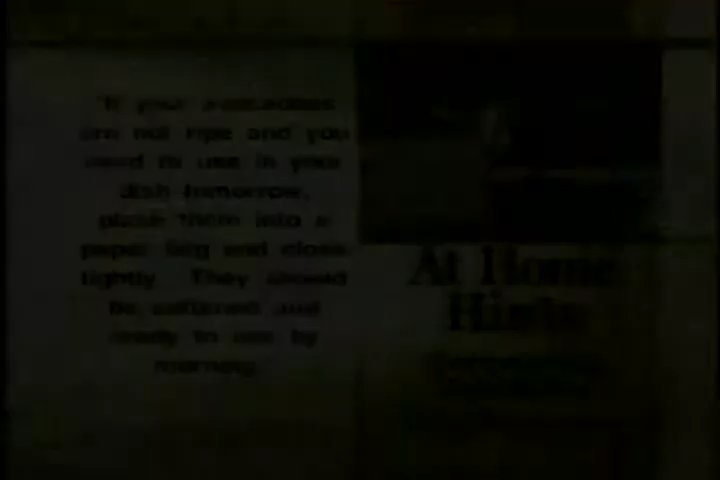 "If your avocadoes
are not ripe and you
need to use in your
dish tomorrow,
place them into a
paper bag and close
tightly. They should
be softened and
ready to use by
morning.
At Home
Hints